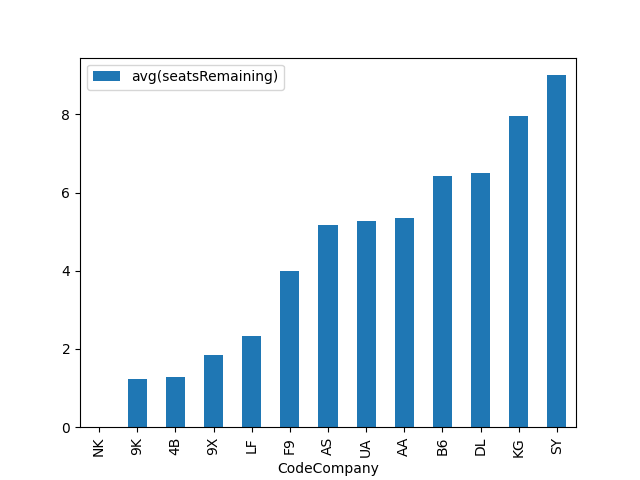 avg(seatsRemaining)
8
6
4
2
0
NK 9K 4B 9X LF F9 AS UA AA B6 DL KG SY
CodeCompany